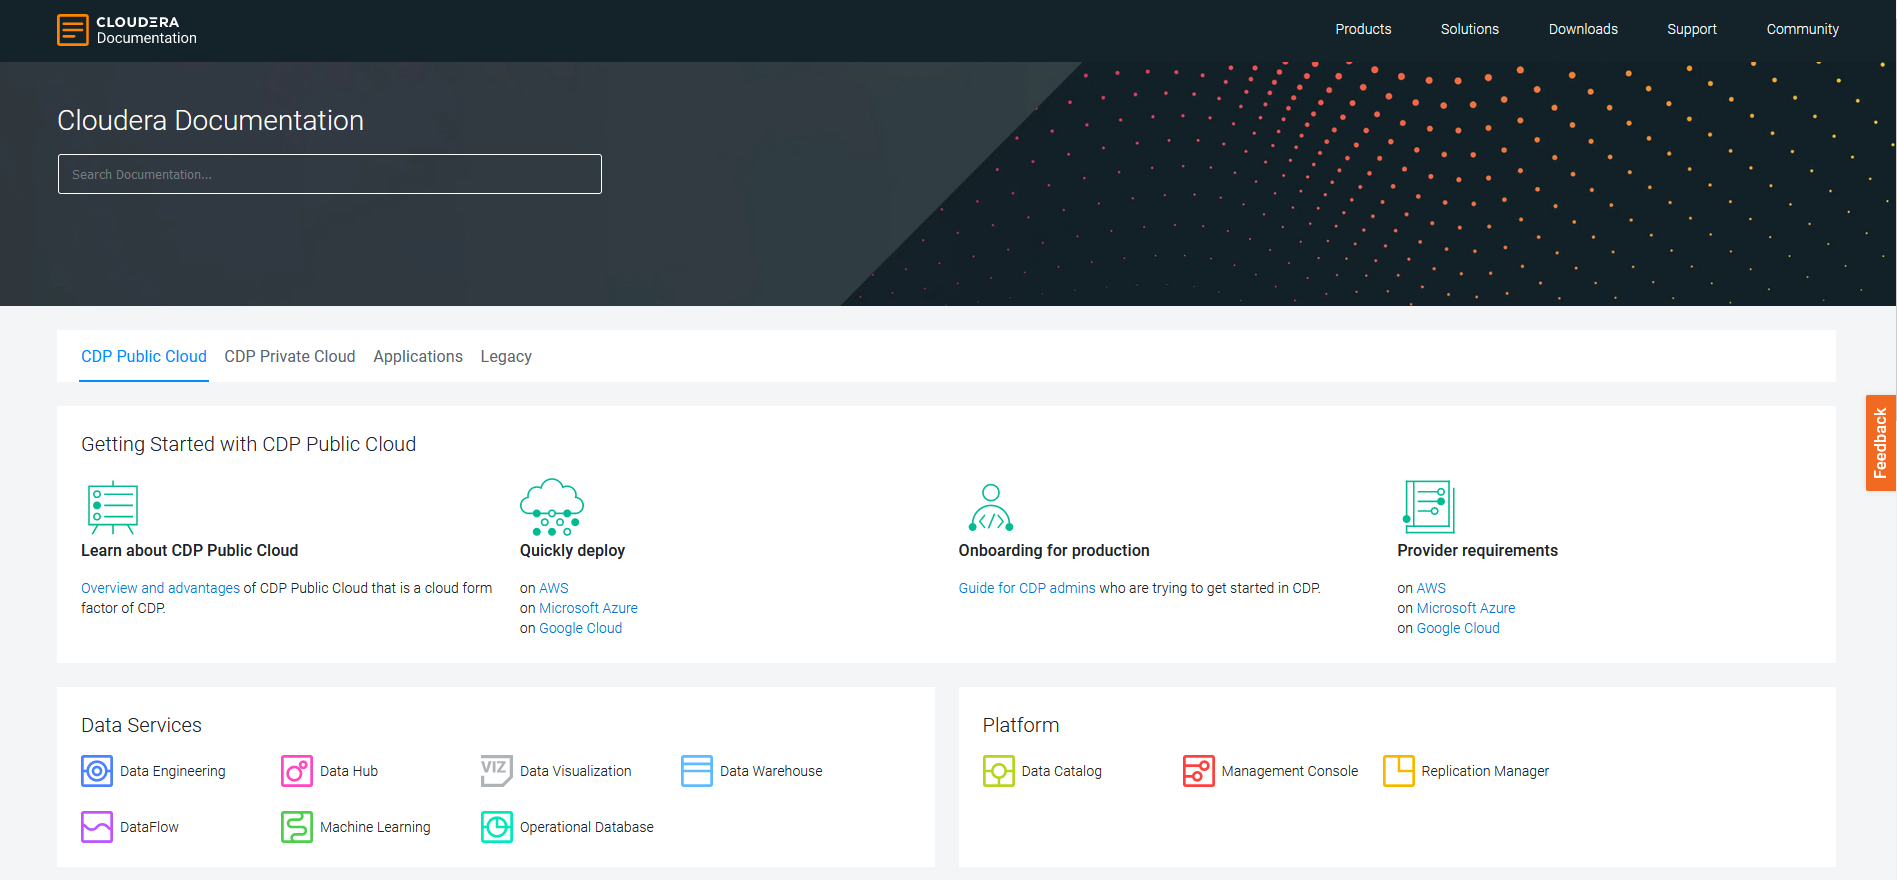 CLOUDERA
Documentation
Products
Solutions
Downloads
Support
Community
Cloudera Documentation
Search Documentation...
CDP Public Cloud
CDP Private Cloud
Applications
Legacy
Feedback
Getting Started with CDP Public Cloud
Learn about CDP Public Cloud
Overview and advantages of CDP Public Cloud that is a cloud form
factor of CDP.
Quickly deploy
on AWS
on Microsoft Azure
on Google Cloud
Onboarding for production
Guide for CDP admins who are trying to get started in CDP.
Provider requirements
on AWS
on Microsoft Azure
on Google Cloud
Data Services
Data Engineering
Data Hub
VIZ
Data Visualization
Data Warehouse
DataFlow
Machine Learning
Operational Database
Platform
Data Catalog
Management Console
Replication Manager